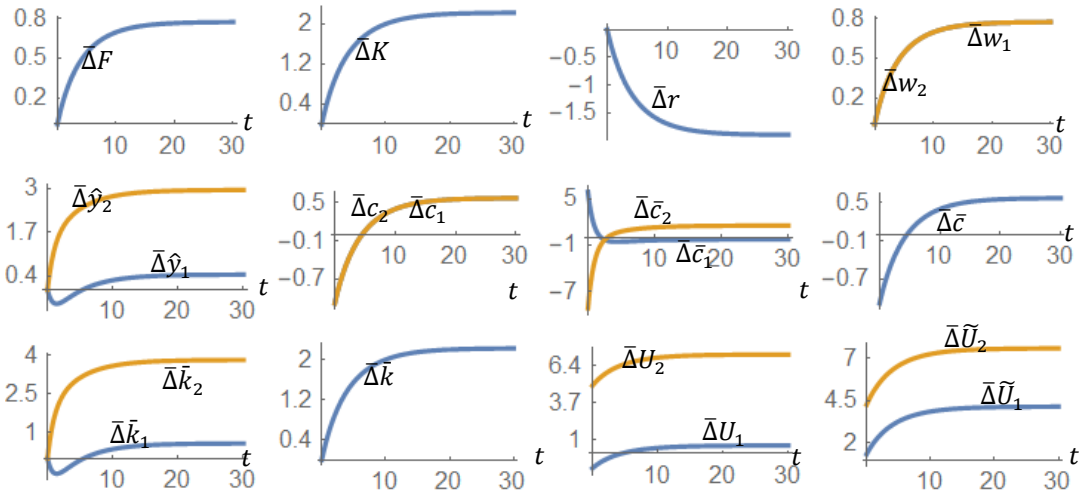 0.8 0.5 0.2 Δ̄F 10 20 30 t
2 1.2 0.4 Δ̄K 10 20 30 t
10 20 30 −0.5 −1 −1.5 Δ̄r t
0.8 0.5 0.2 Δ̄w₁ Δ̄w₂ 10 20 30 t
3 1.7 0.4 Δ̄ŷ₂ Δ̄ŷ₁ 10 20 30 t
0.5 −0.1 −0.7 Δ̄c₂ Δ̄c₁ 10 20 30 t
5 −1 −7 Δ̄c̄₂ Δ̄c̄₁ 10 20 30 t
0.5 −0.1 −0.7 Δ̄c̄ 10 20 30 t
4 2.5 1 Δ̄k̄₂ Δ̄k̄₁ 10 20 30 t
2 1.2 0.4 Δ̄k̄ 10 20 30 t
6.4 3.7 1 Δ̄U₂ Δ̄U₁ 10 20 30 t
7 4.5 2 Δ̄Ũ₂ Δ̄Ũ₁ 10 20 30 t